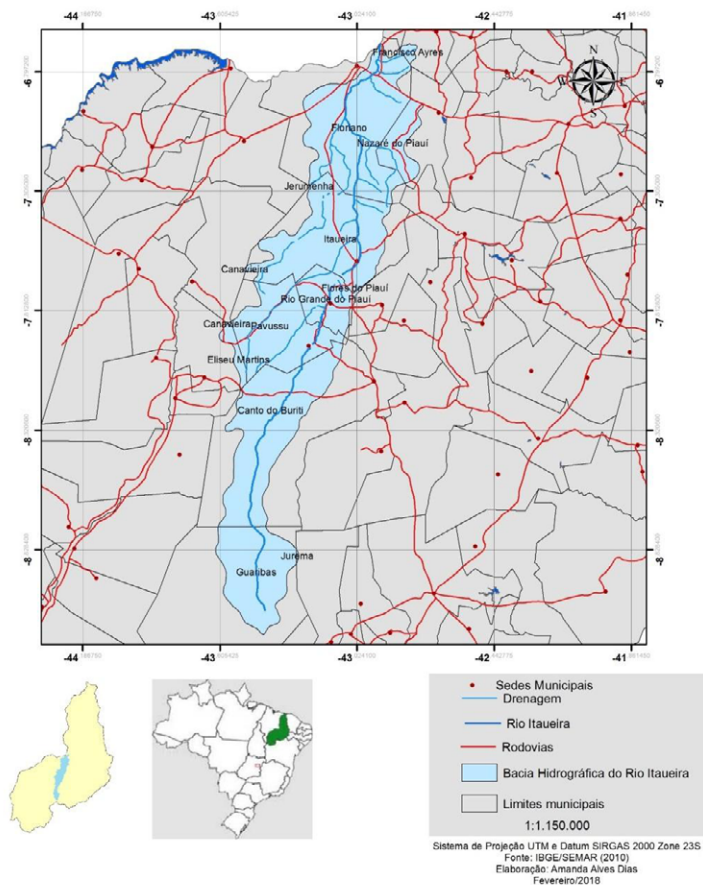 -44 -43 -43 -42 -41
Francisco Ayres
N
W E
S
-6
Floriano
Nazaré do Piauí
-7
Jerumenha
Itaueira
Canavieira
Flores do Piauí
Rio Grande do Piauí
-7
Canavieira
Pavussu
Eliseu Martins
Canto do Buriti
-8
-8
Jurema
Guaribas
-44 -43 -43 -42 -41
Sedes Municipais
Drenagem
Rio Itaueira
Rodovias
Bacia Hidrográfica do Rio Itaueira
Limites municipais
1:1.150.000
Sistema de Projeção UTM e Datum SIRGAS 2000 Zone 23S
Fonte: IBGE/SEMAR (2010)
Elaboração: Amanda Alves Dias
Fevereiro/2018